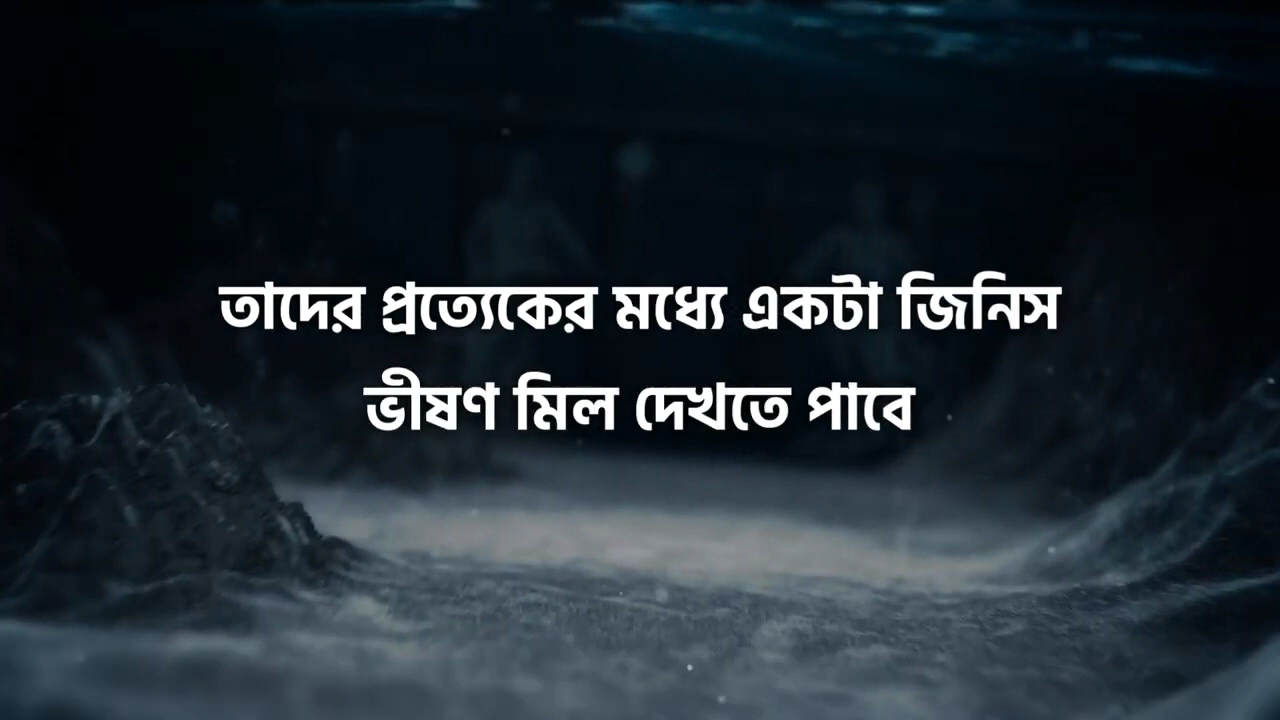 তাদের প্রত্যেকের মধ্যে একটা জিনিস
ভীষণ মিল দেখতে পাবে